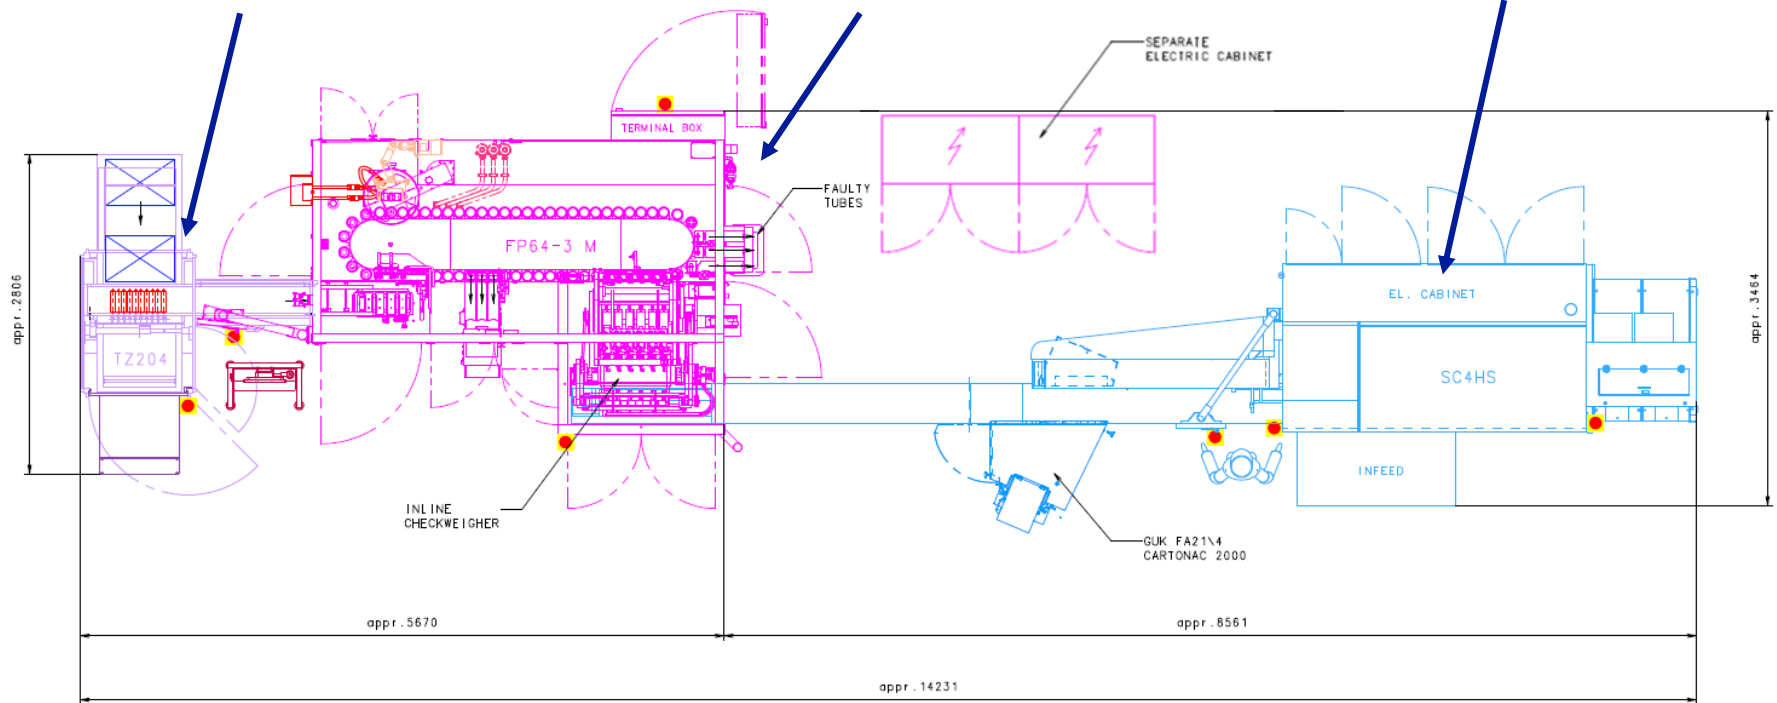 SEPARATE
ELECTRIC CABINET
TERMINAL BOX
FAULTY
TUBES
FP64-3 M
EL. CABINET
appr.2806
appr.3464
TZ204
SC4HS
INFEED
INLINE
CHECKWEIGHER
GUK FA21\4
CARTONAC 2000
appr.5670
appr.8561
appr.14231